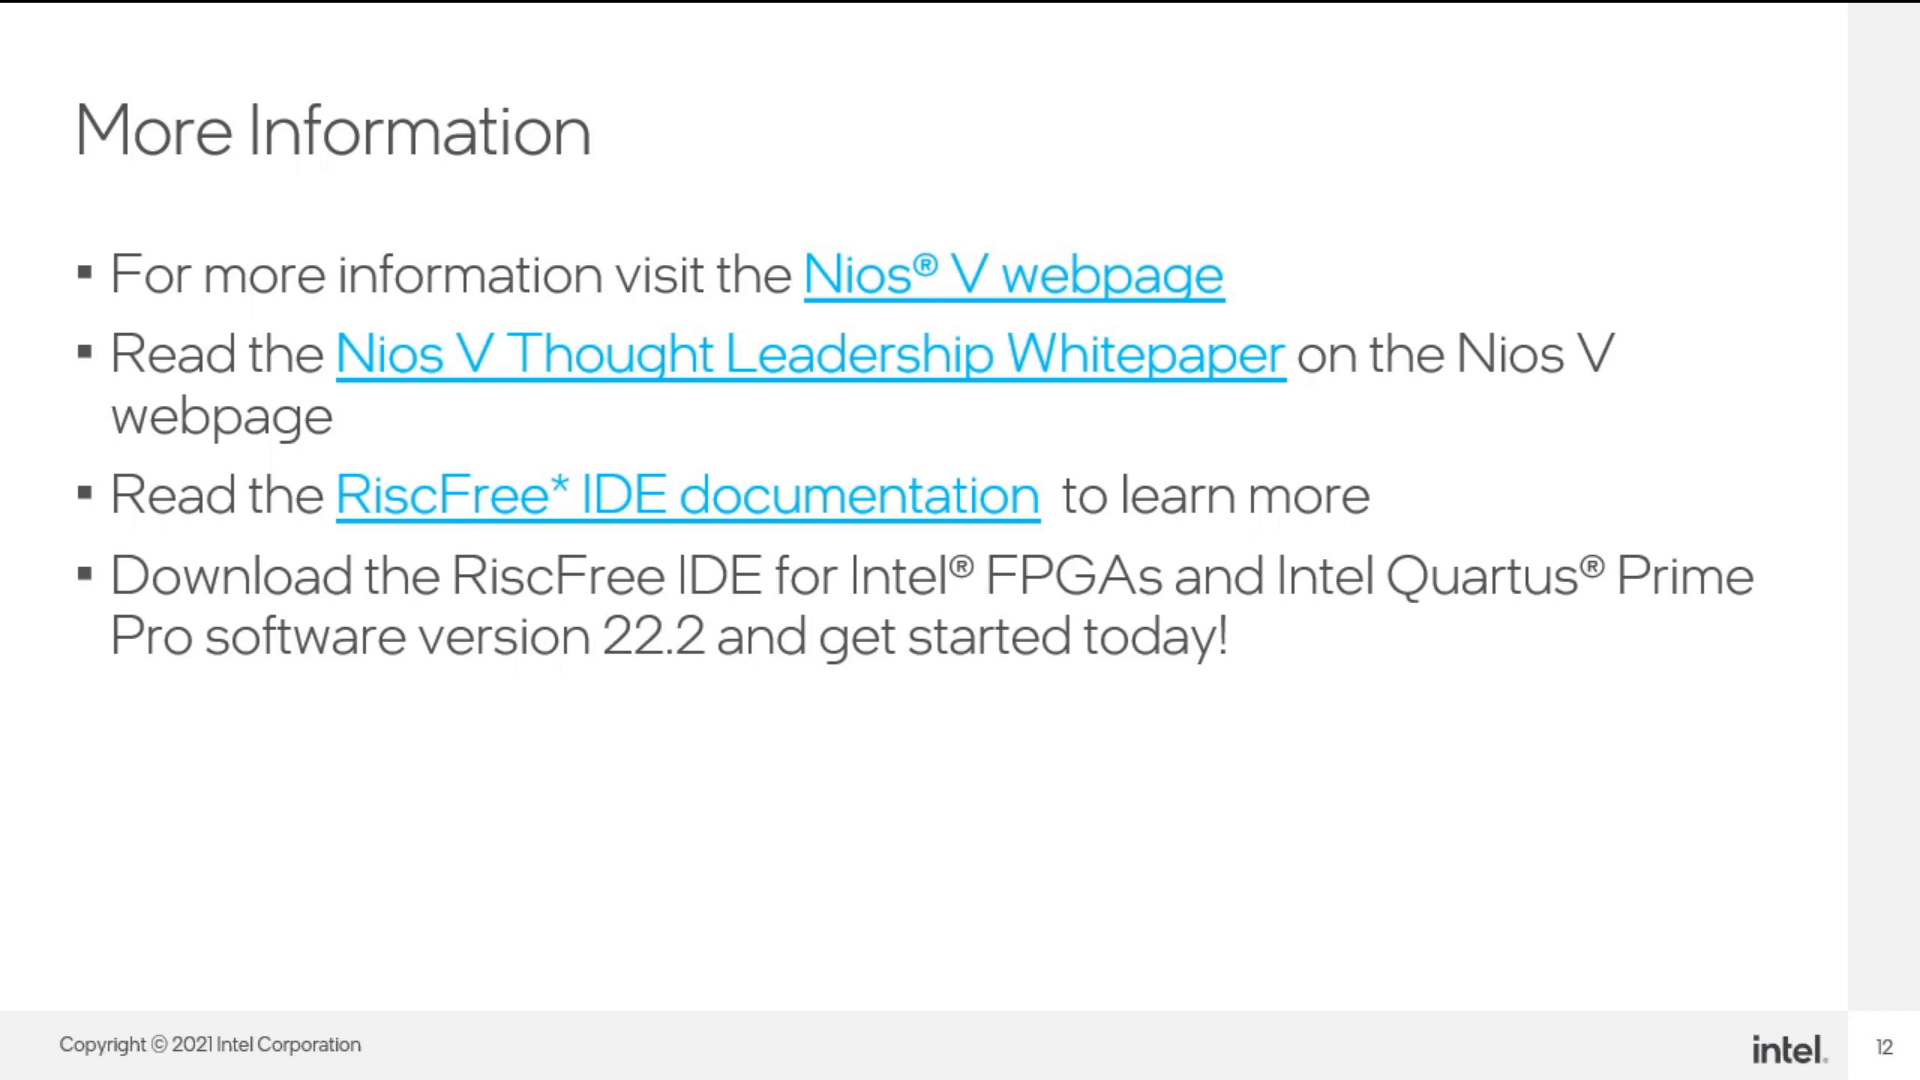 More Information
▪ For more information visit the Nios® V webpage
▪ Read the Nios V Thought Leadership Whitepaper on the Nios V
webpage
▪ Read the RiscFree* IDE documentation to learn more
▪ Download the RiscFree IDE for Intel® FPGAs and Intel Quartus® Prime
Pro software version 22.2 and get started today!
Copyright © 2021 Intel Corporation
intel.
12